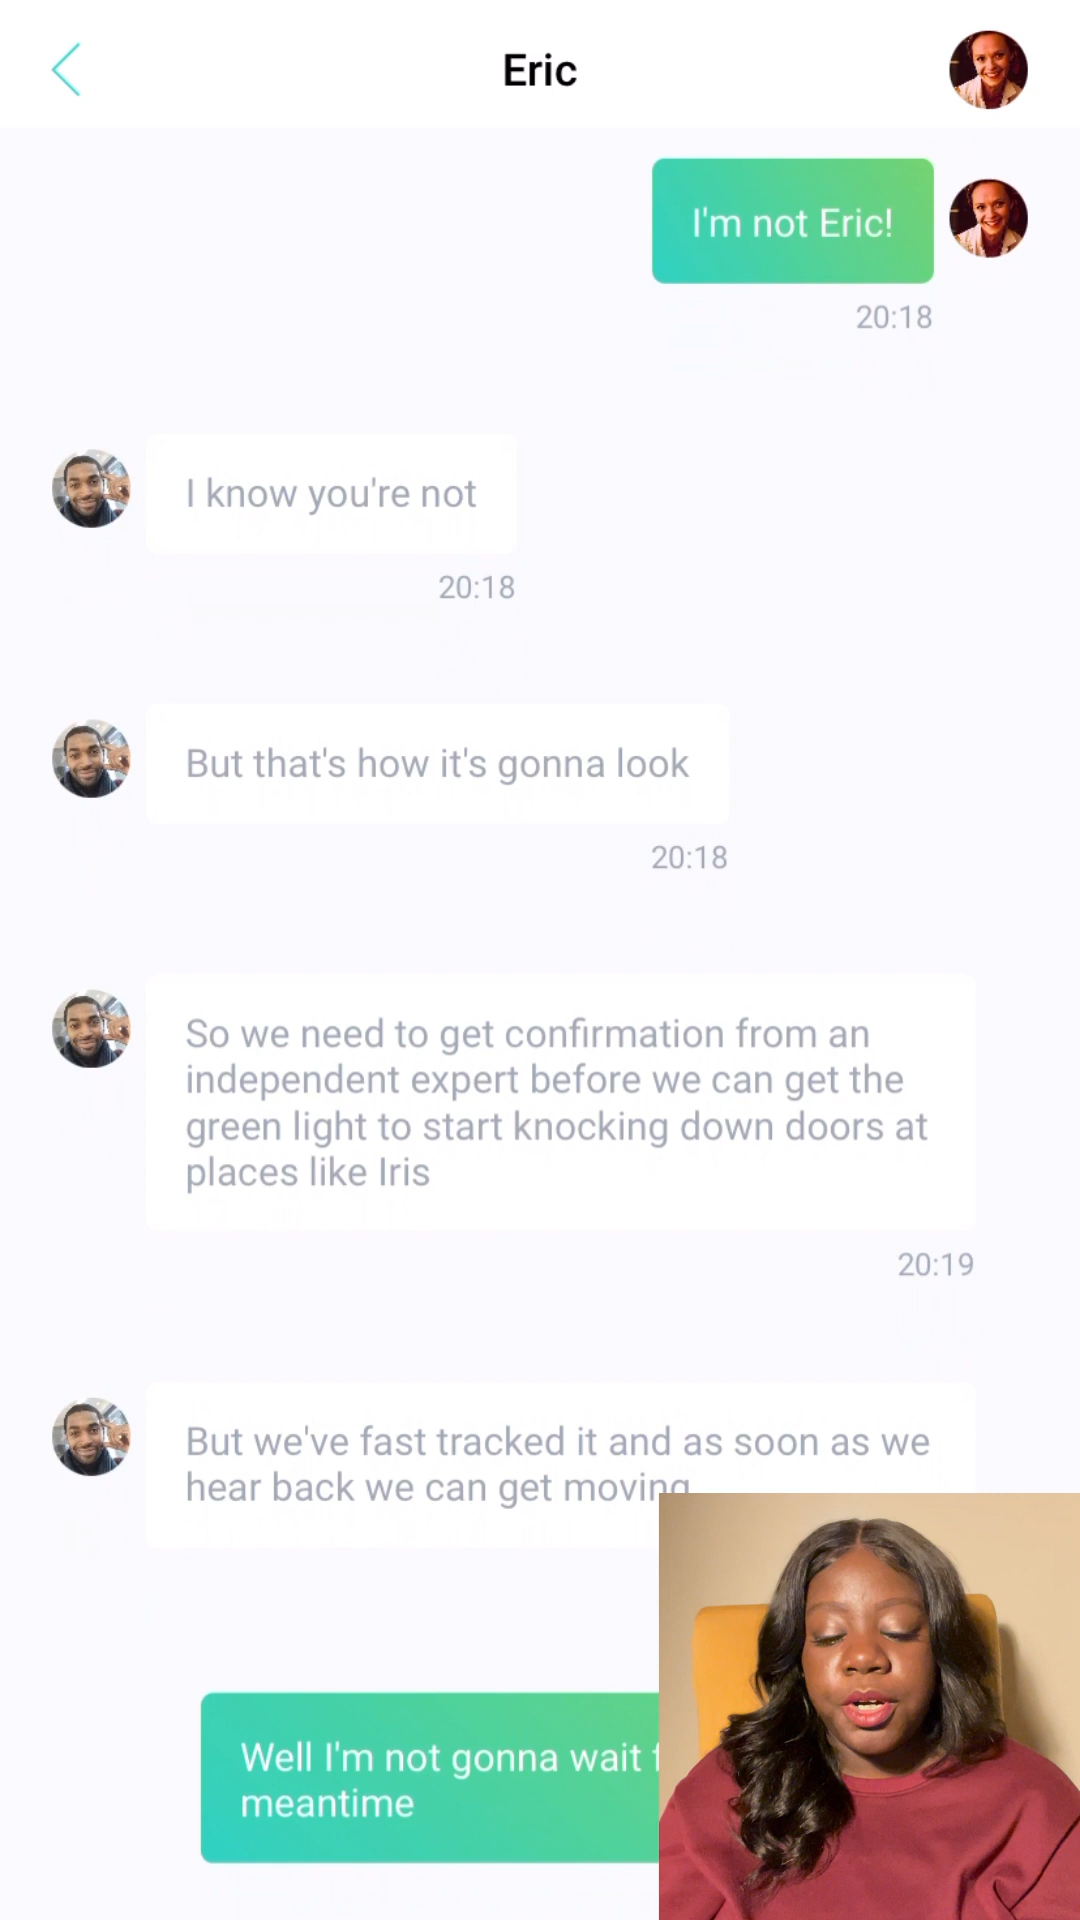 Eric
I'm not Eric!
20:18
I know you're not
20:18
But that's how it's gonna look
20:18
So we need to get confirmation from an
independent expert before we can get the
green light to start knocking down doors at
places like Iris
20:19
But we've fast tracked it and as soon as we
hear back we can get moving
Well I'm not gonna wait
meantime